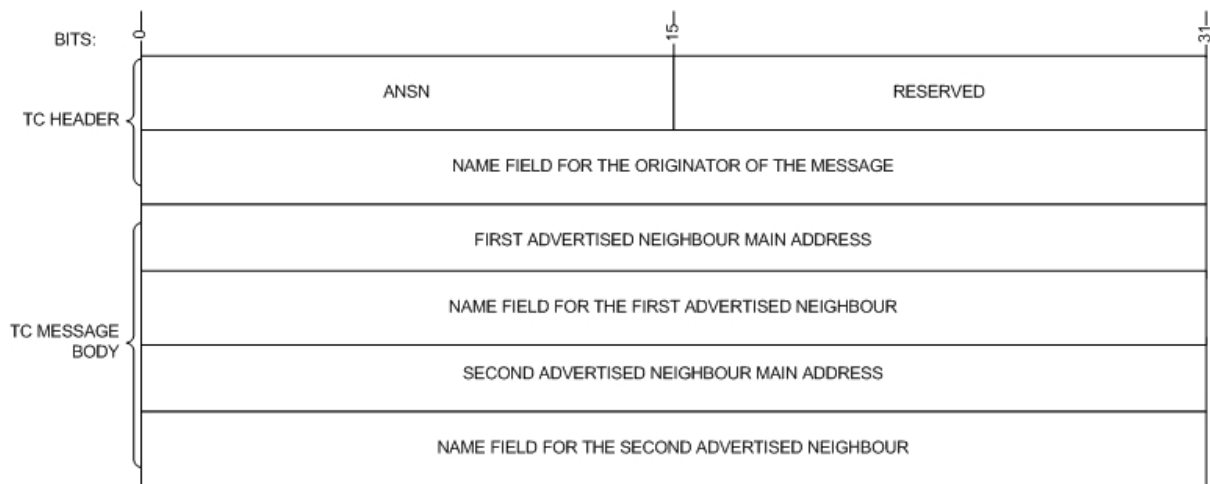 BITS:
0
15
31
TC HEADER
ANSN
RESERVED
NAME FIELD FOR THE ORIGINATOR OF THE MESSAGE
TC MESSAGE
BODY
FIRST ADVERTISED NEIGHBOUR MAIN ADDRESS
NAME FIELD FOR THE FIRST ADVERTISED NEIGHBOUR
SECOND ADVERTISED NEIGHBOUR MAIN ADDRESS
NAME FIELD FOR THE SECOND ADVERTISED NEIGHBOUR